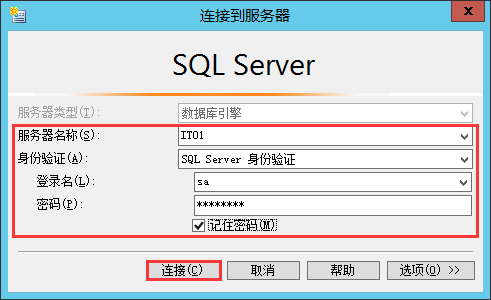 连接到服务器
x
SQL Server
服务器类型(T):
数据库引擎
服务器名称(S):
IT01
身份验证(A):
SQL Server 身份验证
登录名(L):
sa
密码(P):
********
记住密码(M)
连接(C) 取消 帮助 选项(O) >>